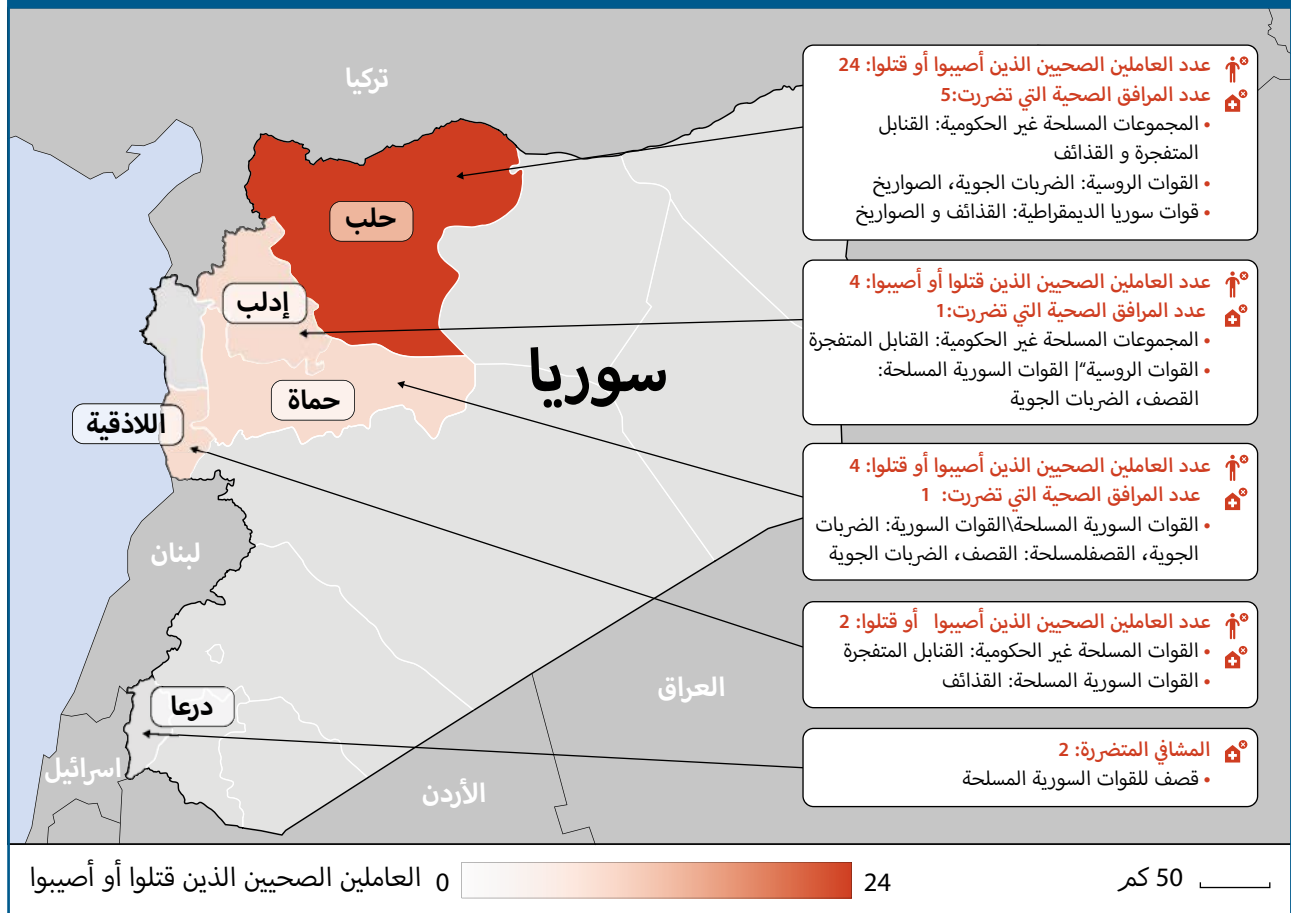 تركيا
حلب
إدلب
حماة
اللاذقية
سوريا
لبنان
درعا
اسرائيل
الأردن
العراق
عدد العاملين الصحيين الذين أصيبوا أو قتلوا: 24
عدد المرافق الصحية التي تضررت:5
• المجموعات المسلحة غير الحكومية: القنابل
المتفجرة و القذائف
• القوات الروسية: الضربات الجوية، الصواريخ
• قوات سوريا الديمقراطية: القذائف و الصواريخ
عدد العاملين الصحيين الذين قتلوا أو أصيبوا: 4
عدد المرافق الصحية التي تضررت:1
• المجموعات المسلحة غير الحكومية: القنابل المتفجرة
• القوات الروسية“| القوات السورية المسلحة:
القصف، الضربات الجوية
عدد العاملين الصحيين الذين أصيبوا أو قتلوا: 4
عدد المرافق الصحية التي تضررت: 1
• القوات السورية المسلحة\القوات السورية: الضربات
الجوية، القصفلمسلحة: القصف، الضربات الجوية
عدد العاملين الصحيين الذين أصيبوا أو قتلوا: 2
• القوات المسلحة غير الحكومية: القنابل المتفجرة
• القوات السورية المسلحة: القذائف
المشافي المتضررة: 2
• قصف للقوات السورية المسلحة
50 كم
24
0
العاملين الصحيين الذين قتلوا أو أصيبوا